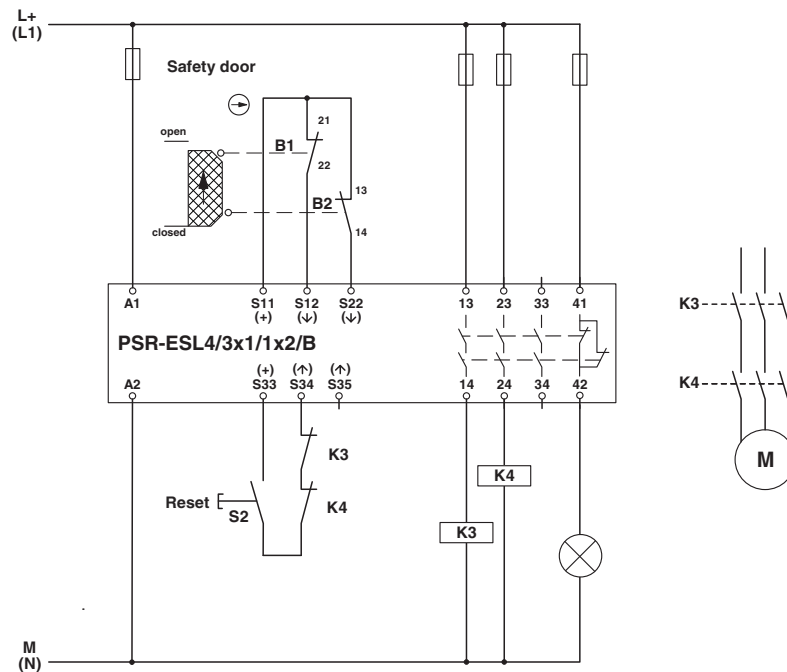 L+
(L1)
Safety door
open
21
B1
22
13
B2
14
closed
A1 S11 S12 S22 13 23 33 41
(+) (↓) (↓)
K3
PSR-ESL4/3x1/1x2/B
(+) (↑) (↑)
A2 S33 S34 S35 14 24 34 42
K4
K3
M
K4
Reset
S2
K4
K3
M
(N)